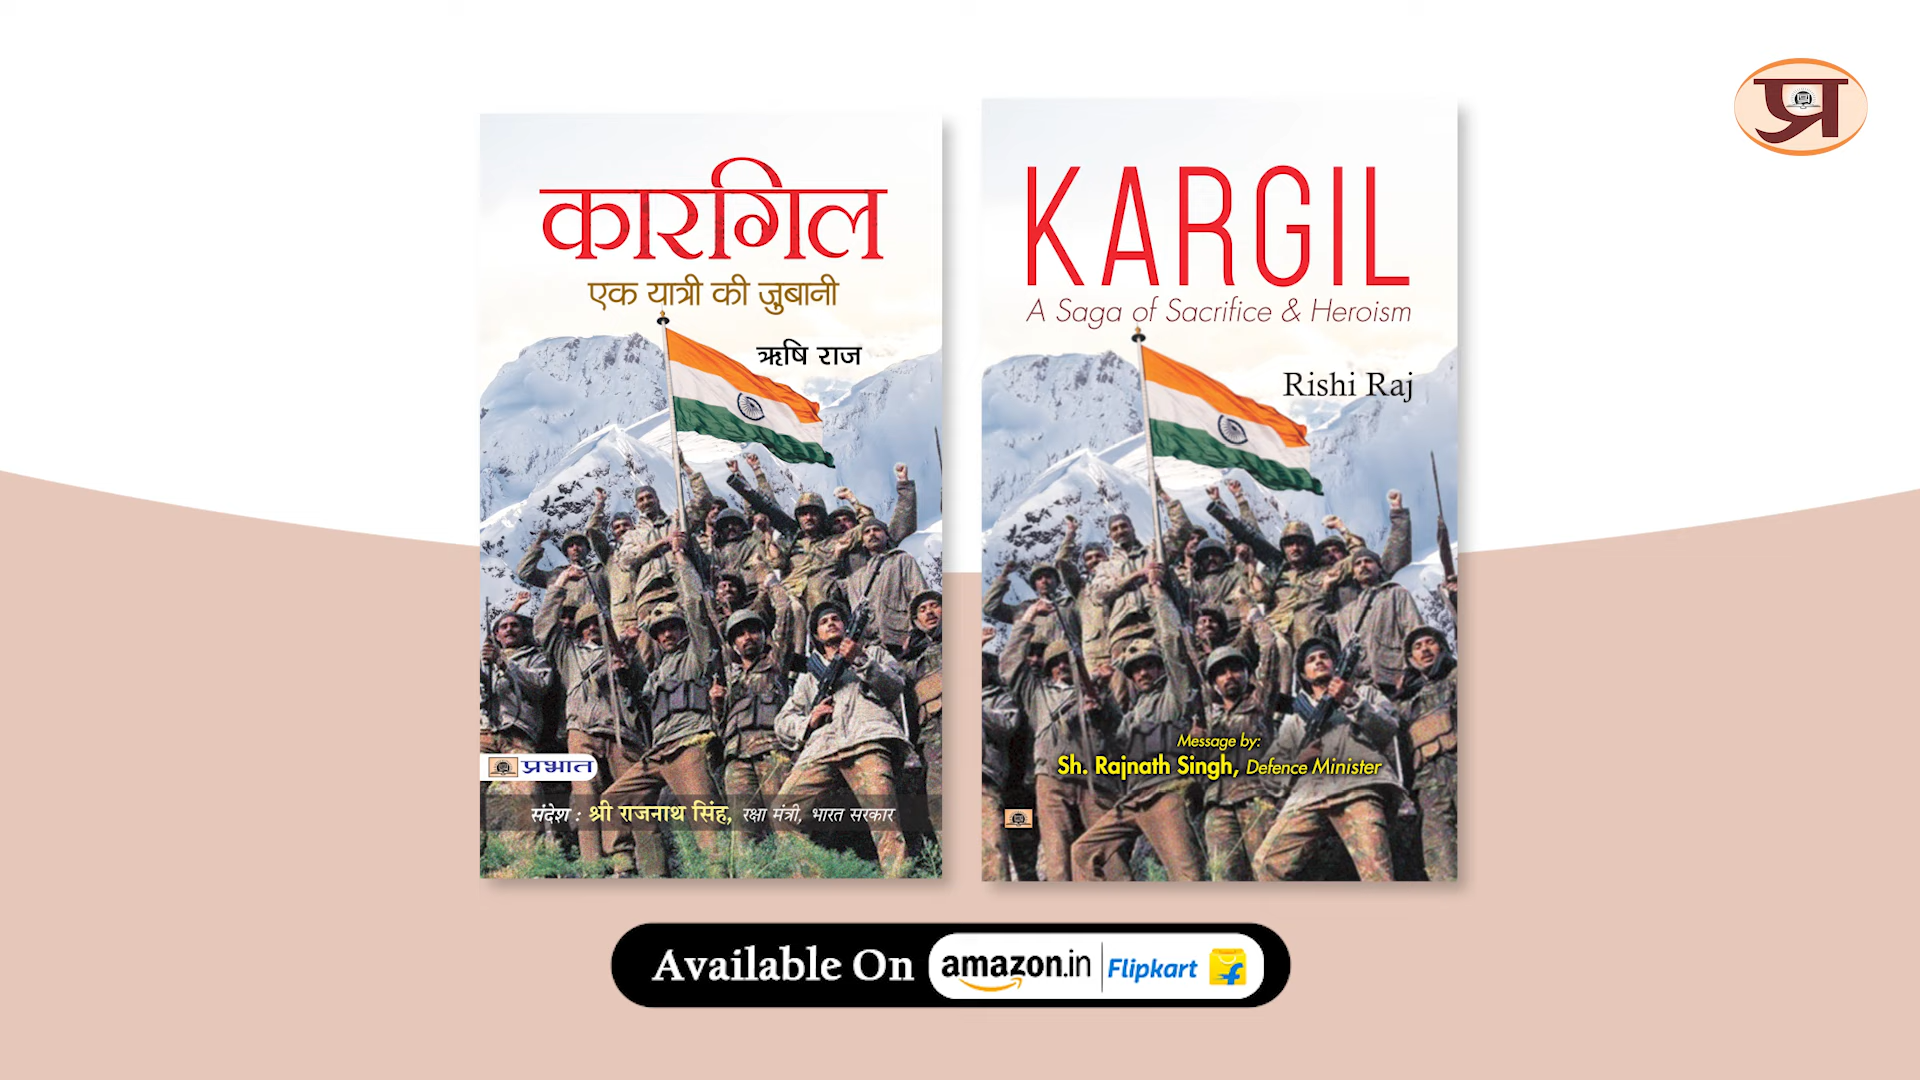 प्र
कारगिल
एक यात्री की ज़ुबानी
ऋषि राज
प्रभात
संदेश : श्री राजनाथ सिंह, रक्षा मंत्री, भारत सरकार
KARGIL
A Saga of Sacrifice & Heroism
Rishi Raj
Message by:
Sh. Rajnath Singh, Defence Minister
Available On amazon.in Flipkart